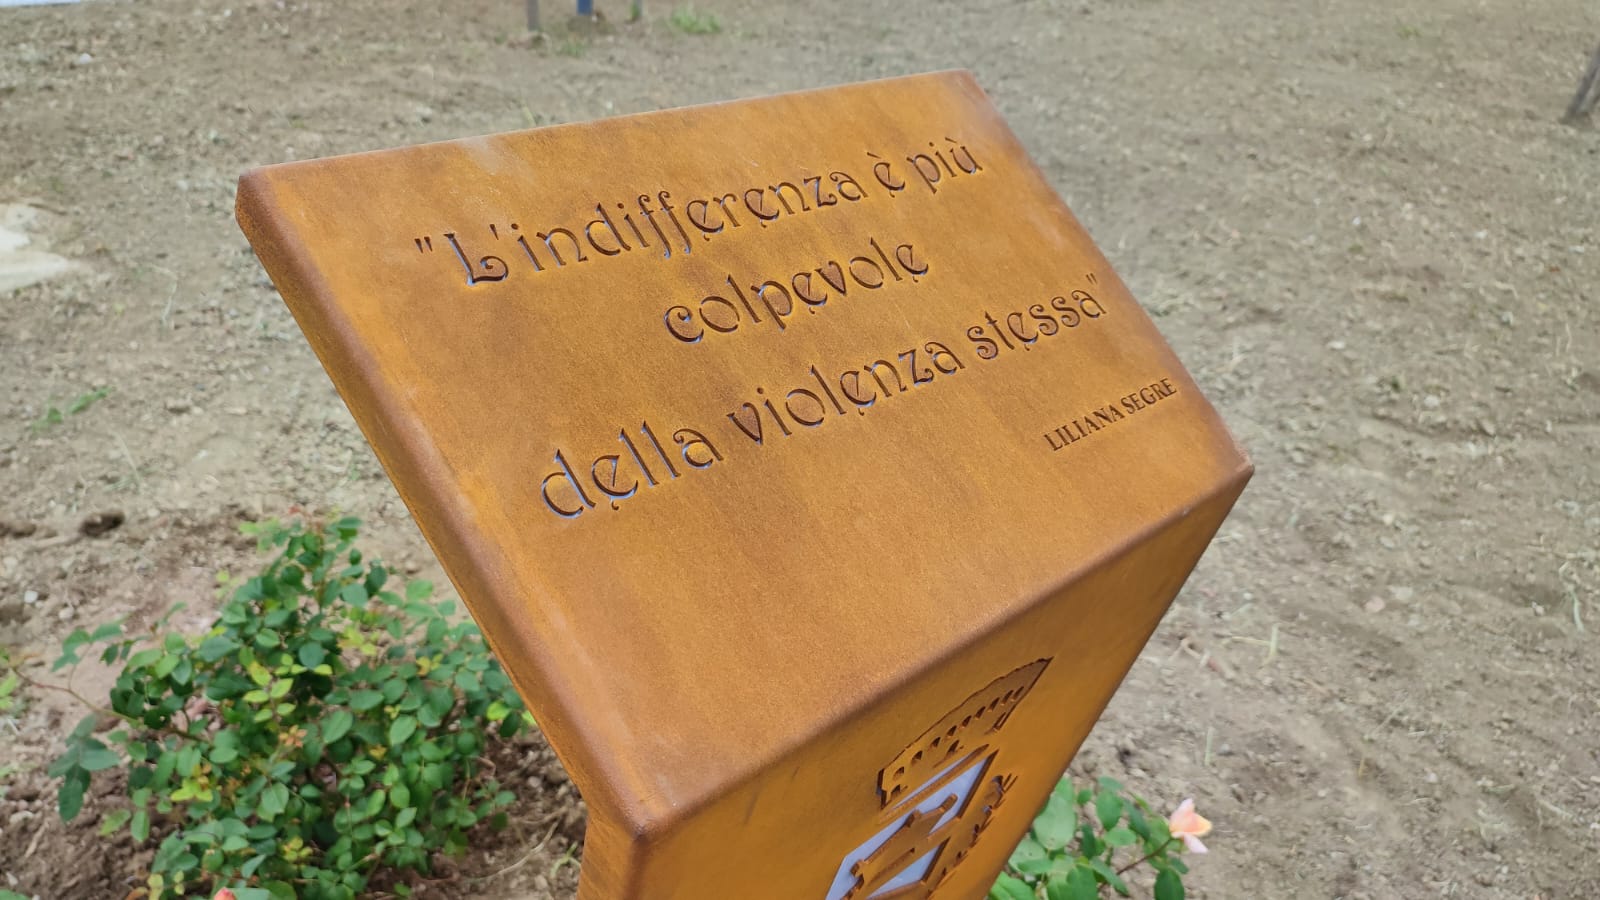 "L'indifferenza è più
colpevole
della violenza stessa"
LILIANA SEGRE